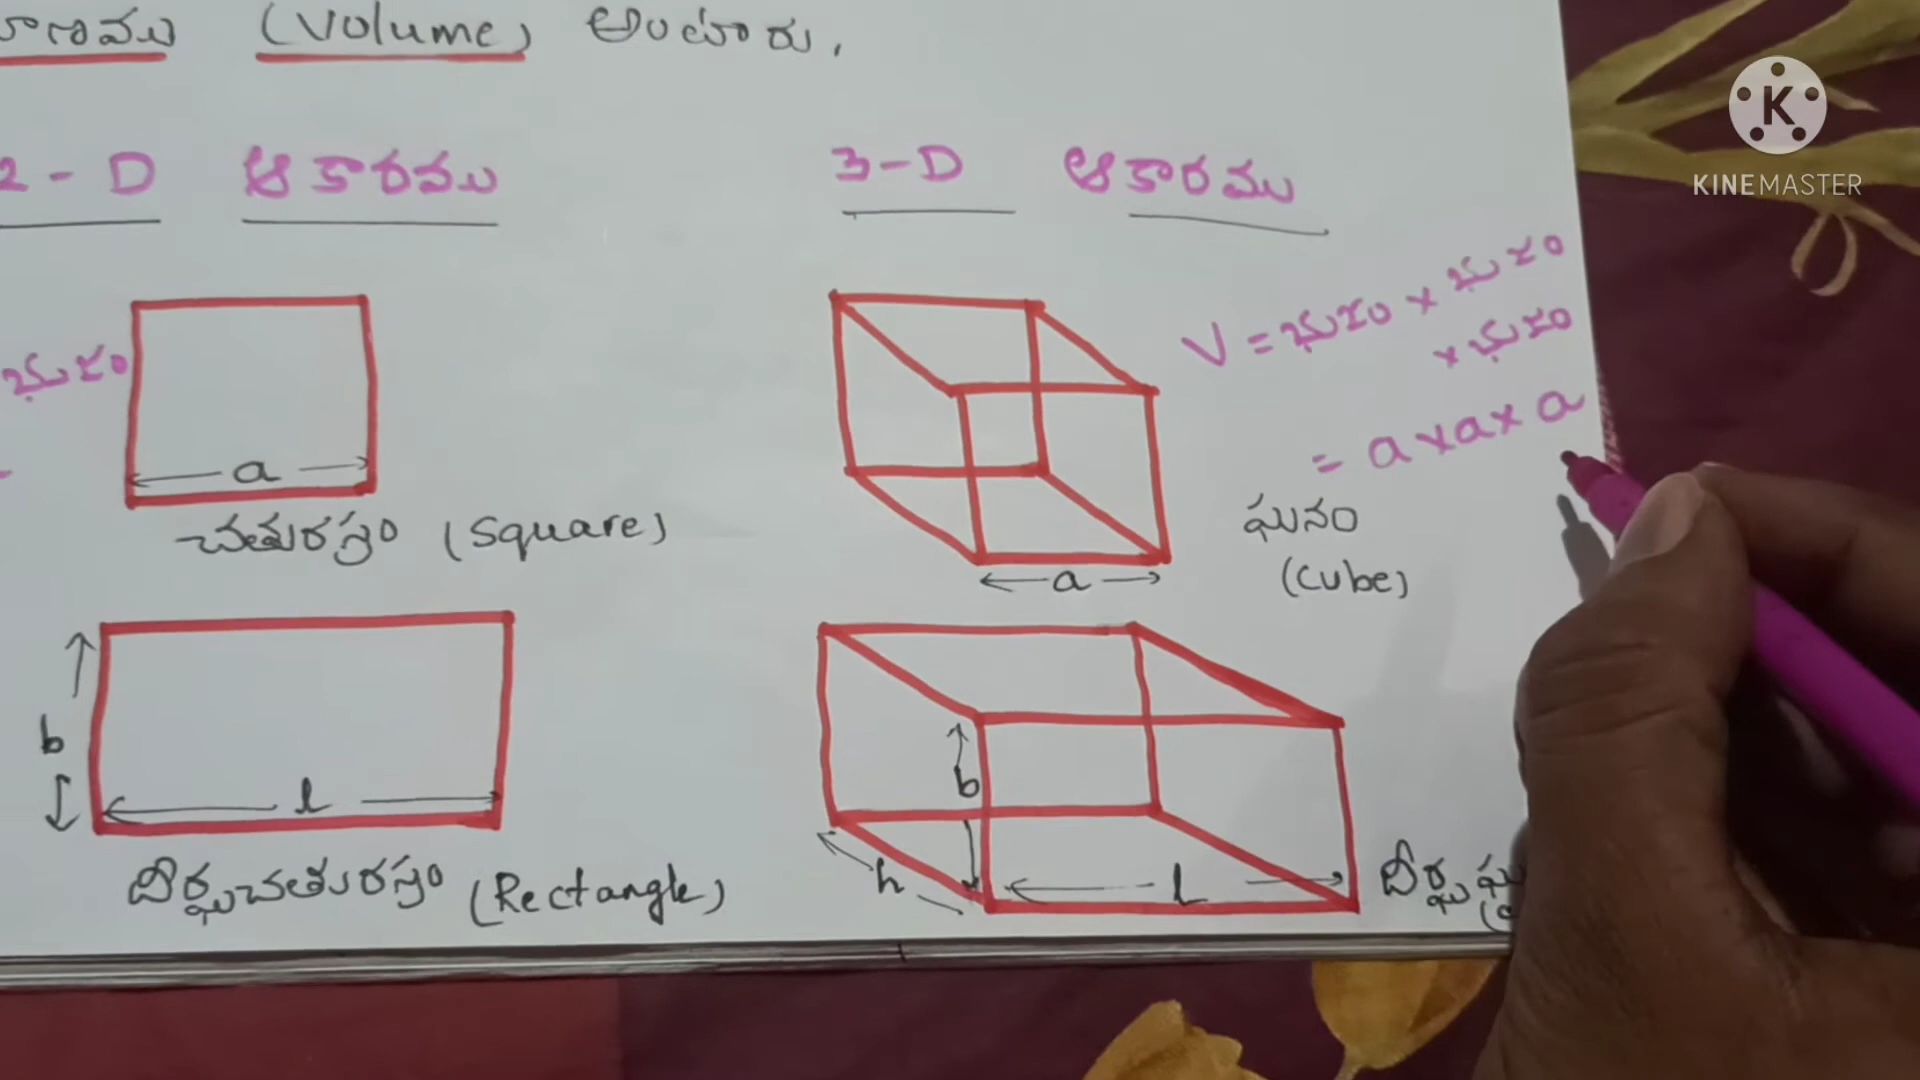 (Volume) అంటారు.
2-D ఆకారము
3-D ఆకారము
భుజం
a
చతురస్రం (Square)
V = భుజం × భుజం
× భుజం
= a × a × a
a
ఘనం
(Cube)
b
l
దీర్ఘచతురస్రం (Rectangle)
b
h
l
దీర్ఘ
KINEMASTER